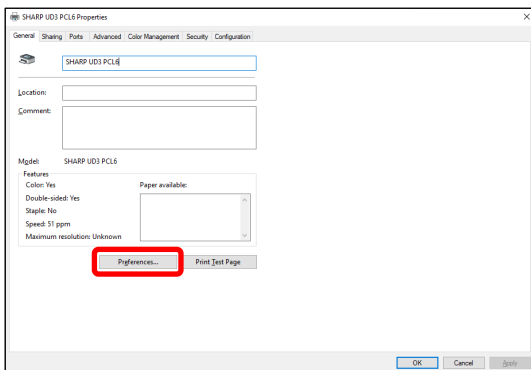 SHARP UD3 PCL6 Properties
General Sharing Ports Advanced Color Management Security Configuration
SHARP UD3 PCL6
Location:
Comment:
Model: SHARP UD3 PCL6
Features
Color: Yes Paper available:
Double-sided: Yes
Staple: No
Speed: 51 ppm
Maximum resolution: Unknown
Preferences... Print Test Page
OK Cancel Apply